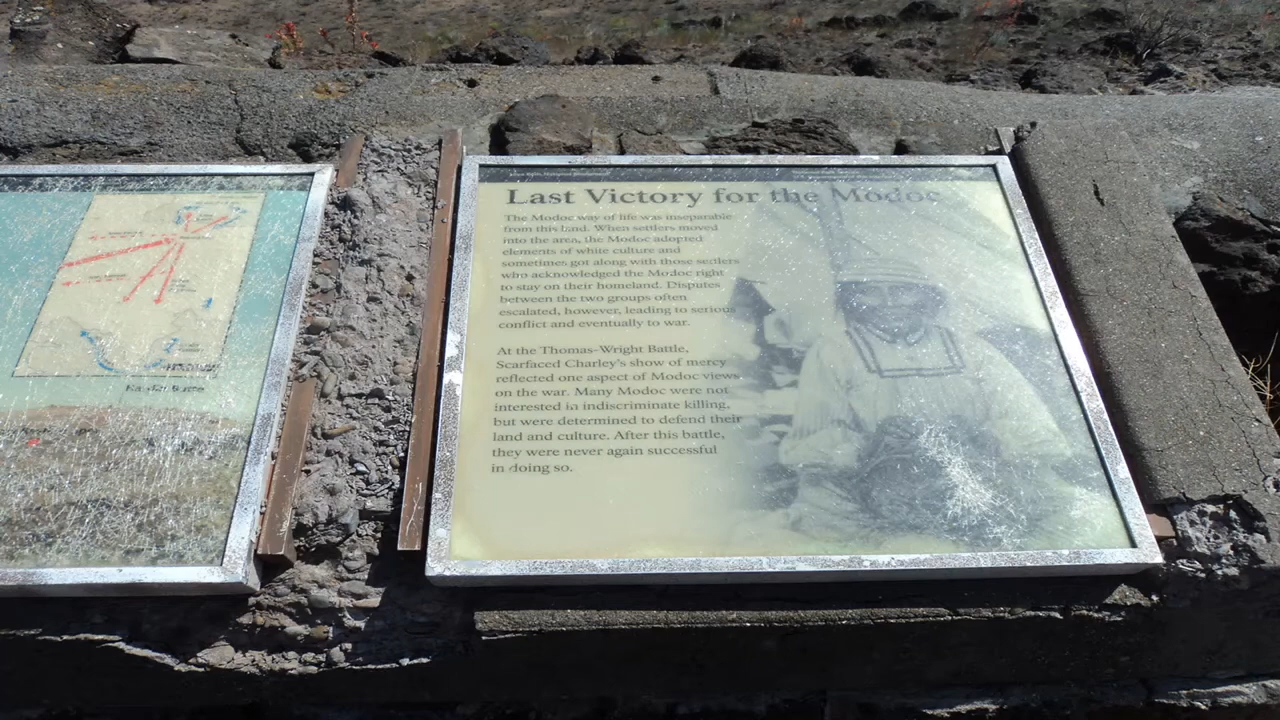 Last Victory for the Modoc
The Modoc way of life was inseparable
from this land. When settlers moved
into the area, the Modoc adopted
elements of white culture and
sometimes got along with those settlers
who acknowledged the Modoc right
to stay on their homeland. Disputes
between the two groups often
escalated, however, leading to serious
conflict and eventually to war.
At the Thomas-Wright Battle,
Scarfaced Charley's show of mercy
reflected one aspect of Modoc views
on the war. Many Modoc were not
interested in indiscriminate killing,
but were determined to defend their
land and culture. After this battle,
they were never again successful
in doing so.
Butte